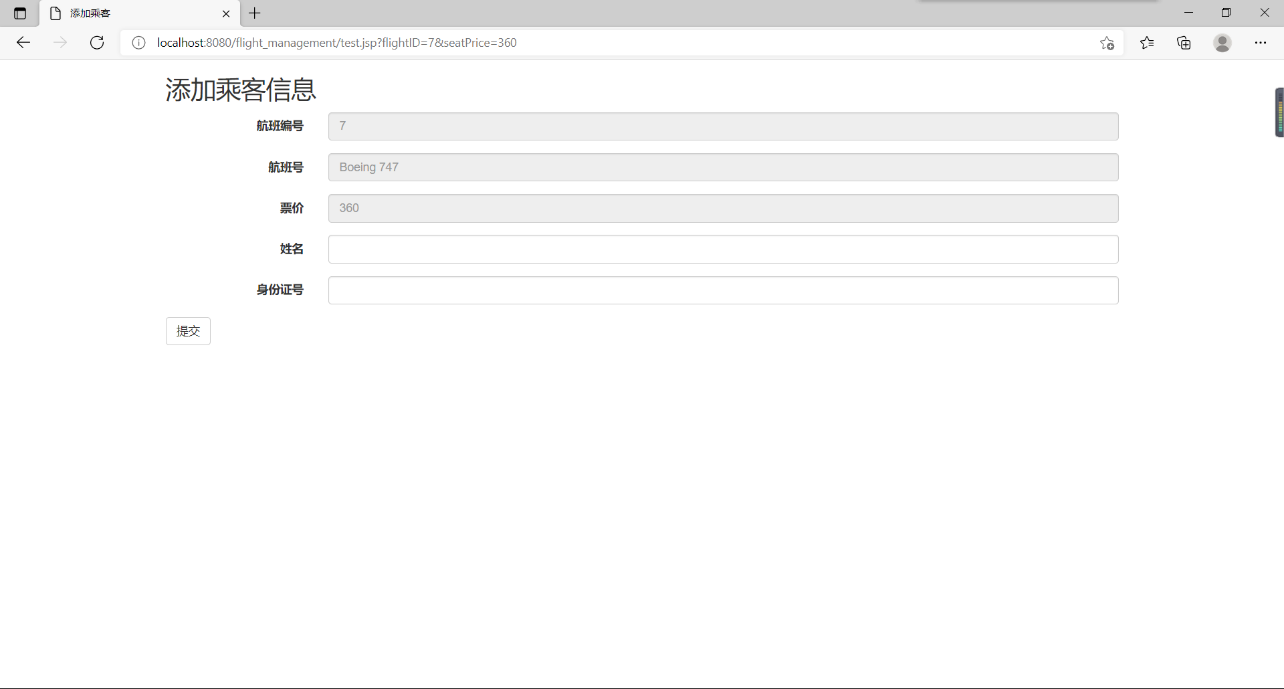 添加乘客
localhost:8080/flight_management/test.jsp?flightID=7&seatPrice=360
添加乘客信息
航班编号 7
航班号 Boeing 747
票价 360
姓名
身份证号
提交